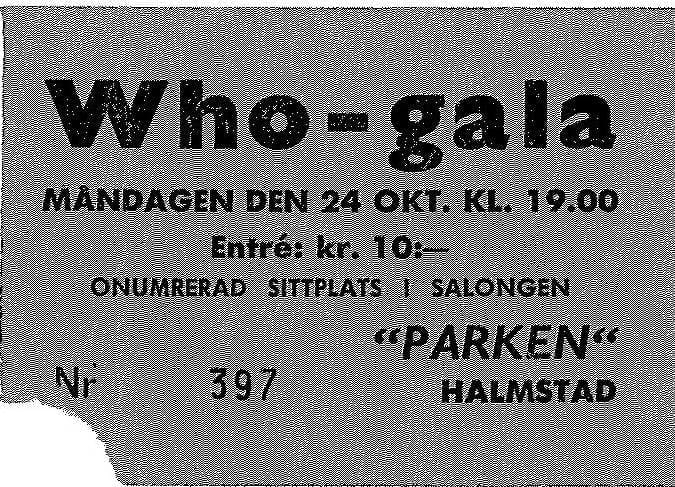 Who-gala
MÅNDAGEN DEN 24 OKT. KL. 19.00
Entré: kr. 10:—
ONUMRERAD SITTPLATS I SALONGEN
“PARKEN“
Nr 397
HALMSTAD